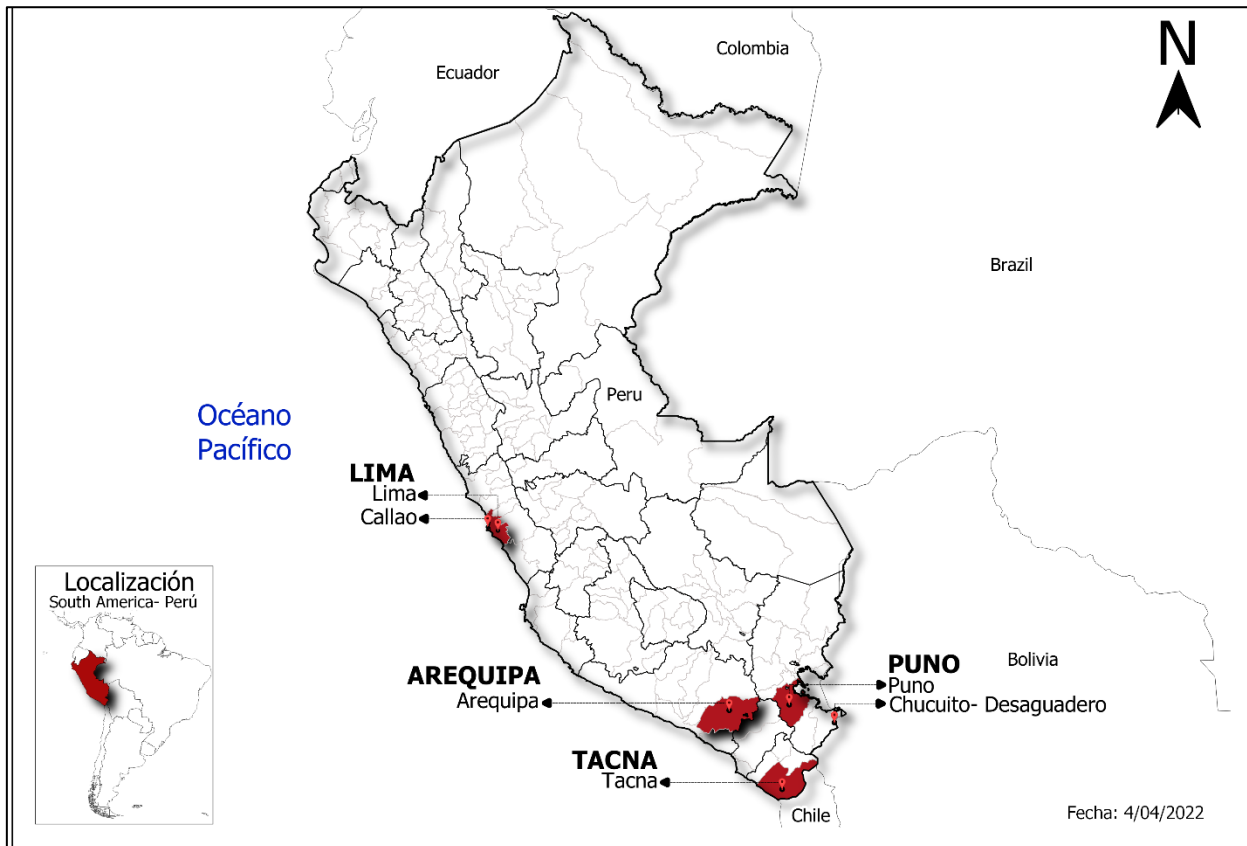 Colombia
Ecuador
N
Brazil
Peru
Océano
Pacífico
LIMA
Lima
Callao
Localización
South America- Perú
AREQUIPA
Arequipa
PUNO
Puno
Chucuito- Desaguadero
Bolivia
TACNA
Tacna
Chile
Fecha: 4/04/2022